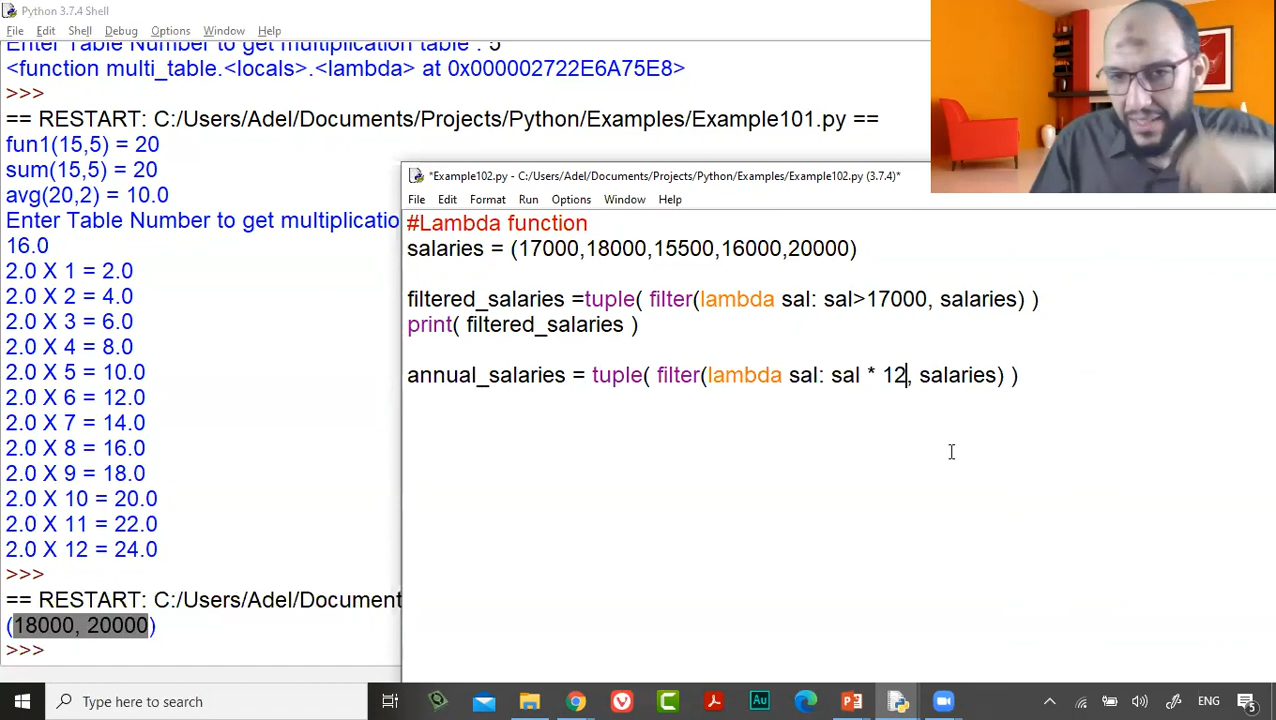 Python 3.7.4 Shell
File Edit Shell Debug Options Window Help
Enter Table Number to get multiplication table : 5
<function multi_table.<locals>.<lambda> at 0x000002722E6A75E8>
>>>
== RESTART: C:/Users/Adel/Documents/Projects/Python/Examples/Example101.py ==
fun1(15,5) = 20
sum(15,5) = 20
avg(20,2) = 10.0
Enter Table Number to get multiplicatio
16.0
2.0 X 1 = 2.0
2.0 X 2 = 4.0
2.0 X 3 = 6.0
2.0 X 4 = 8.0
2.0 X 5 = 10.0
2.0 X 6 = 12.0
2.0 X 7 = 14.0
2.0 X 8 = 16.0
2.0 X 9 = 18.0
2.0 X 10 = 20.0
2.0 X 11 = 22.0
2.0 X 12 = 24.0
>>>
== RESTART: C:/Users/Adel/Document
(18000, 20000)
>>>
*Example102.py - C:/Users/Adel/Documents/Projects/Python/Examples/Example102.py (3.7.4)*
File Edit Format Run Options Window Help
#Lambda function
salaries = (17000,18000,15500,16000,20000)
filtered_salaries =tuple( filter(lambda sal: sal>17000, salaries) )
print( filtered_salaries )
annual_salaries = tuple( filter(lambda sal: sal * 12, salaries) )
Type here to search
Au
ENG
5